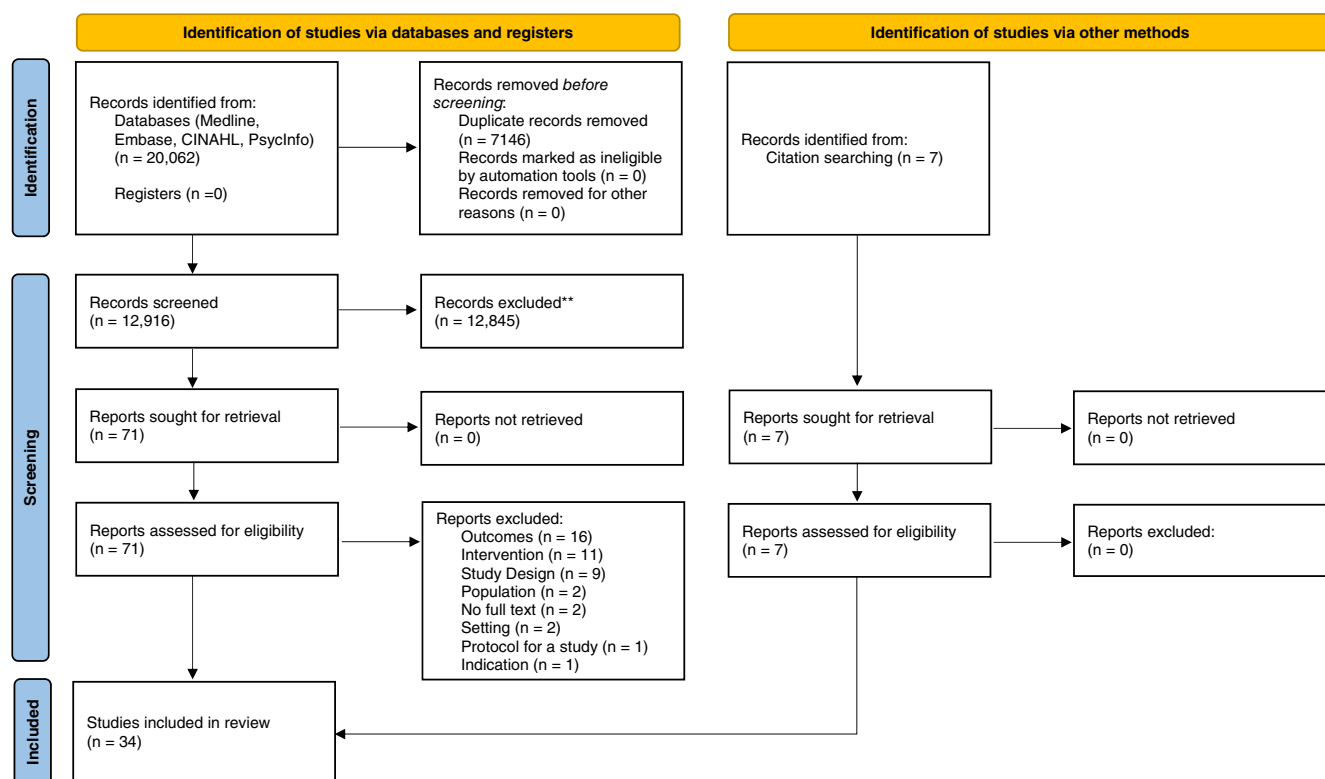 Identification of studies via databases and registers
Identification of studies via other methods
Identification
Records identified from:
Databases (Medline,
Embase, CINAHL, PsycInfo)
(n = 20,062)
Registers (n =0)
Records removed before
screening:
Duplicate records removed
(n = 7146)
Records marked as ineligible
by automation tools (n = 0)
Records removed for other
reasons (n = 0)
Records identified from:
Citation searching (n = 7)
Screening
Records screened
(n = 12,916)
Records excluded**
(n = 12,845)
Reports sought for retrieval
(n = 71)
Reports not retrieved
(n = 0)
Reports sought for retrieval
(n = 7)
Reports not retrieved
(n = 0)
Reports assessed for eligibility
(n = 71)
Reports excluded:
Outcomes (n = 16)
Intervention (n = 11)
Study Design (n = 9)
Population (n = 2)
No full text (n = 2)
Setting (n = 2)
Protocol for a study (n = 1)
Indication (n = 1)
Reports assessed for eligibility
(n = 7)
Reports excluded:
(n = 0)
Included
Studies included in review
(n = 34)